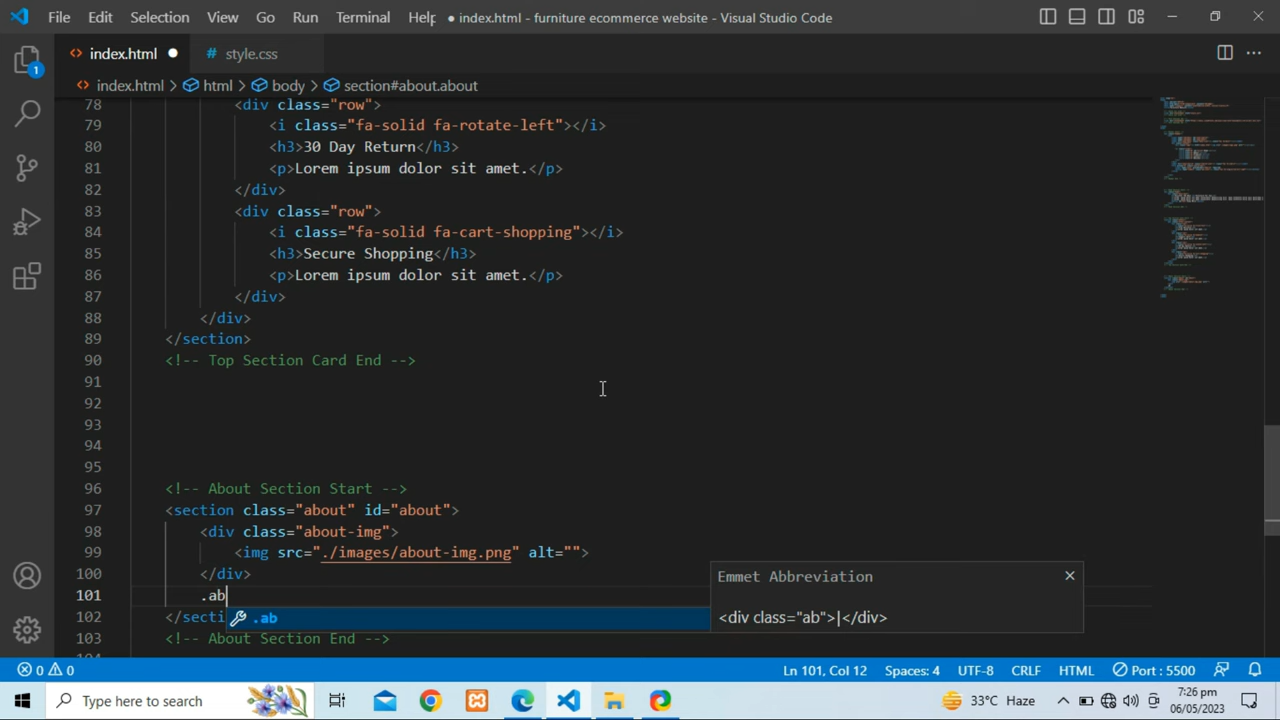 File Edit Selection View Go Run Terminal Help ● index.html - furniture ecommerce website - Visual Studio Code
index.html ● # style.css
index.html > html > body > section#about.about
1
78 <div class="row">
79 <i class="fa-solid fa-rotate-left"></i>
80 <h3>30 Day Return</h3>
81 <p>Lorem ipsum dolor sit amet.</p>
82 </div>
83 <div class="row">
84 <i class="fa-solid fa-cart-shopping"></i>
85 <h3>Secure Shopping</h3>
86 <p>Lorem ipsum dolor sit amet.</p>
87 </div>
88 </div>
89 </section>
90 <!-- Top Section Card End -->
91
92
93
94
95
96 <!-- About Section Start -->
97 <section class="about" id="about">
98 <div class="about-img">
99 <img src="./images/about-img.png" alt="">
100 </div>
101 .ab
102 </secti
103 <!-- About Section End -->
.ab
Emmet Abbreviation
<div class="ab">|</div>
0 0 Ln 101, Col 12 Spaces: 4 UTF-8 CRLF HTML Port : 5500
Type here to search 33°C Haze 7:26 pm
06/05/2023